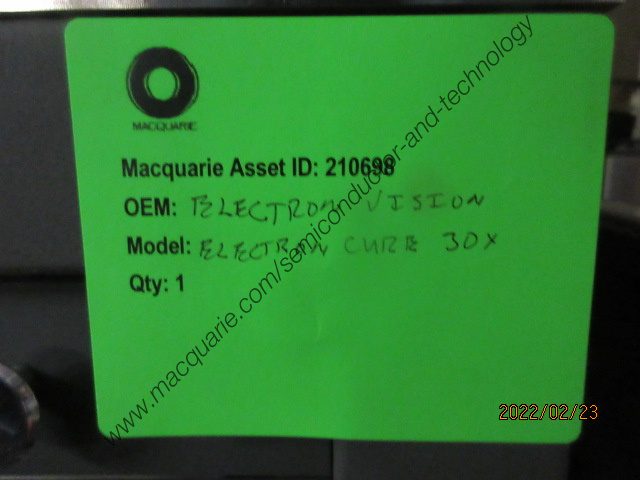 MACQUARIE
Macquarie Asset ID: 210698
OEM: ELECTRON VISION
Model: ELECTRON CURE 30X
Qty: 1
www.macquarie.com/semiconductor-and-technology
2022/02/23